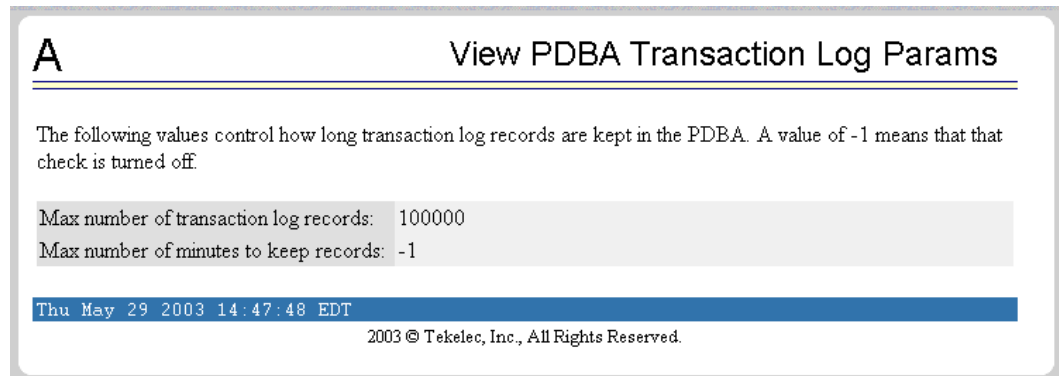 A
View PDBA Transaction Log Params
The following values control how long transaction log records are kept in the PDBA. A value of -1 means that that
check is turned off.
Max number of transaction log records: 100000
Max number of minutes to keep records: -1
Thu May 29 2003 14:47:48 EDT
2003 © Tekelec, Inc., All Rights Reserved.